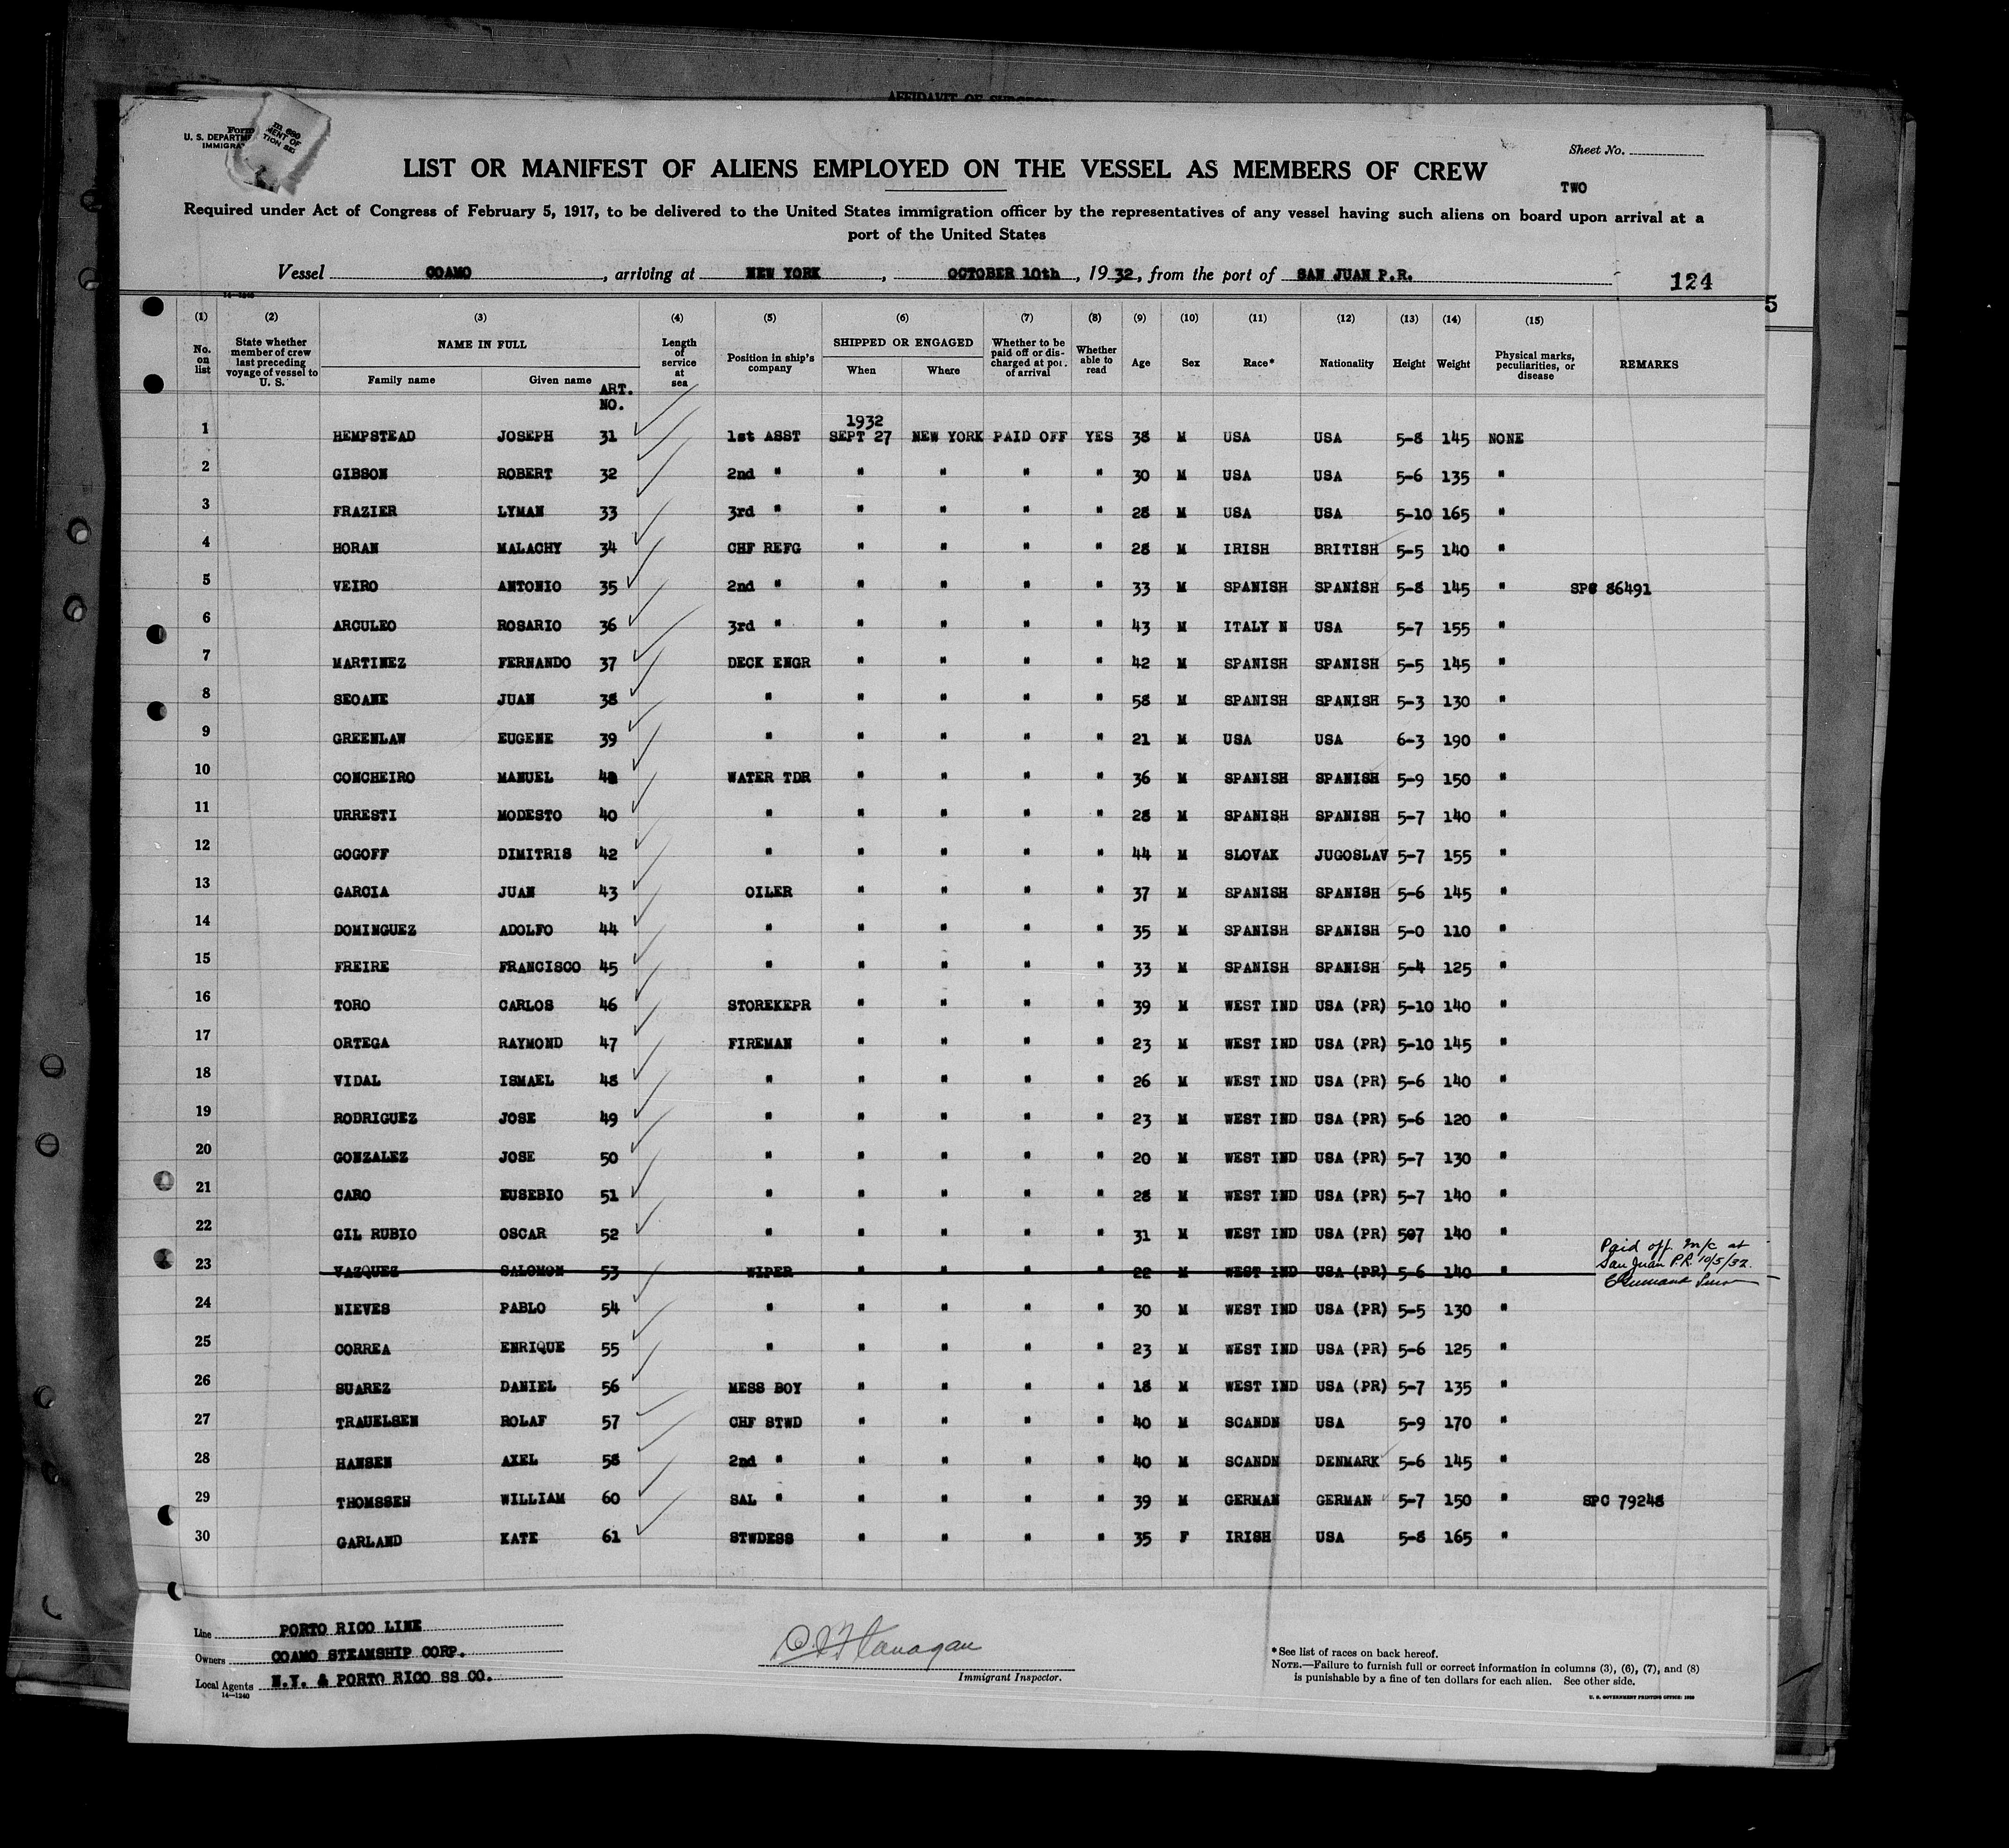 AFFIDAVIT OF SURGEON
Form m 680
U. S. DEPARTMENT OF
IMMIGRATION
Sheet No.
LIST OR MANIFEST OF ALIENS EMPLOYED ON THE VESSEL AS MEMBERS OF CREW
TWO
Required under Act of Congress of February 5, 1917, to be delivered to the United States immigration officer by the representatives of any vessel having such aliens on board upon arrival at a
port of the United States
Vessel COAMO, arriving at NEW YORK, OCTOBER 10th, 1932, from the port of SAN JUAN P.R.
124
5
14—1240
(1) (2) (3) (4) (5) (6) (7) (8) (9) (10) (11) (12) (13) (14) (15)
No. on list State whether member of crew last preceding voyage of vessel to U. S. NAME IN FULL Family name Given name Length of service at sea Position in ship's company SHIPPED OR ENGAGED When Where Whether to be paid off or discharged at port of arrival Whether able to read Age Sex Race* Nationality Height Weight Physical marks, peculiarities, or disease REMARKS
ART.
NO.
1932
1 HEMPSTEAD JOSEPH 31 1st ASST SEPT 27 NEW YORK PAID OFF YES 38 M USA USA 5-8 145 NONE
2 GIBSON ROBERT 32 2nd " " " " " 30 M USA USA 5-6 135 "
3 FRAZIER LYMAN 33 3rd " " " " " 28 M USA USA 5-10 165 "
4 HORAN MALACHY 34 CHF REFG " " " " 28 M IRISH BRITISH 5-5 140 "
5 VEIRO ANTONIO 35 2nd " " " " " 33 M SPANISH SPANISH 5-8 145 " SPC 86491
6 ARCULEO ROSARIO 36 3rd " " " " " 43 M ITALY N USA 5-7 155 "
7 MARTINEZ FERNANDO 37 DECK ENGR " " " " 42 M SPANISH SPANISH 5-5 145 "
8 SEOANE JUAN 38 " " " " " 58 M SPANISH SPANISH 5-3 130 "
9 GREENLAW EUGENE 39 " " " " " 21 M USA USA 6-3 190 "
10 CONCHEIRO MANUEL WATER TDR " " " " 36 M SPANISH SPANISH 5-9 150 "
11 URRESTI MODESTO 40 " " " " " 28 M SPANISH SPANISH 5-7 140 "
12 GOGOFF DIMITRIS 42 " " " " " 44 M SLOVAK JUGOSLAV 5-7 155 "
13 GARCIA JUAN 43 OILER " " " " 37 M SPANISH SPANISH 5-6 145 "
14 DOMINGUEZ ADOLFO 44 " " " " " 35 M SPANISH SPANISH 5-0 110 "
15 FREIRE FRANCISCO 45 " " " " " 33 M SPANISH SPANISH 5-4 125 "
16 TORO CARLOS 46 STOREKEPR " " " " 39 M WEST IND USA (PR) 5-10 140 "
17 ORTEGA RAYMOND 47 FIREMAN " " " " 23 M WEST IND USA (PR) 5-10 145 "
18 VIDAL ISMAEL 48 " " " " " 26 M WEST IND USA (PR) 5-6 140 "
19 RODRIGUEZ JOSE 49 " " " " " 23 M WEST IND USA (PR) 5-6 120 "
20 GONZALEZ JOSE 50 " " " " " 20 M WEST IND USA (PR) 5-7 130 "
21 CARO EUSEBIO 51 " " " " " 28 M WEST IND USA (PR) 5-7 140 "
22 GIL RUBIO OSCAR 52 " " " " " 31 M WEST IND USA (PR) 507 140 "
23 VAZQUEZ SALOMON 53 WIPER 22 M WEST IND USA (PR) 5-6 140 " Paid off m/c at
San Juan P.R. 10/5/32.
24 NIEVES PABLO 54 " " " " " 30 M WEST IND USA (PR) 5-5 130 "
25 CORREA ENRIQUE 55 " " " " " 23 M WEST IND USA (PR) 5-6 125 "
26 SUAREZ DANIEL 56 MESS BOY " " " " 18 M WEST IND USA (PR) 5-7 135 "
27 TRAUELSEN ROLAF 57 CHF STWD " " " " 40 M SCANDN USA 5-9 170 "
28 HANSEN AXEL 58 2nd " " " " " 40 M SCANDN DENMARK 5-6 145 "
29 THOMSSEN WILLIAM 60 SAL " " " " " 39 M GERMAN GERMAN 5-7 150 " SPC 79248
30 GARLAND KATE 61 STWDESS " " " " 35 F IRISH USA 5-8 165 "
Line PORTO RICO LINE
Owners COAMO STEAMSHIP CORP.
Local Agents N.Y. & PORTO RICO SS CO.
14—1240
Flanagan
Immigrant Inspector.
*See list of races on back hereof.
NOTE.—Failure to furnish full or correct information in columns (3), (6), (7), and (8)
is punishable by a fine of ten dollars for each alien. See other side.
U. S. GOVERNMENT PRINTING OFFICE: 1929